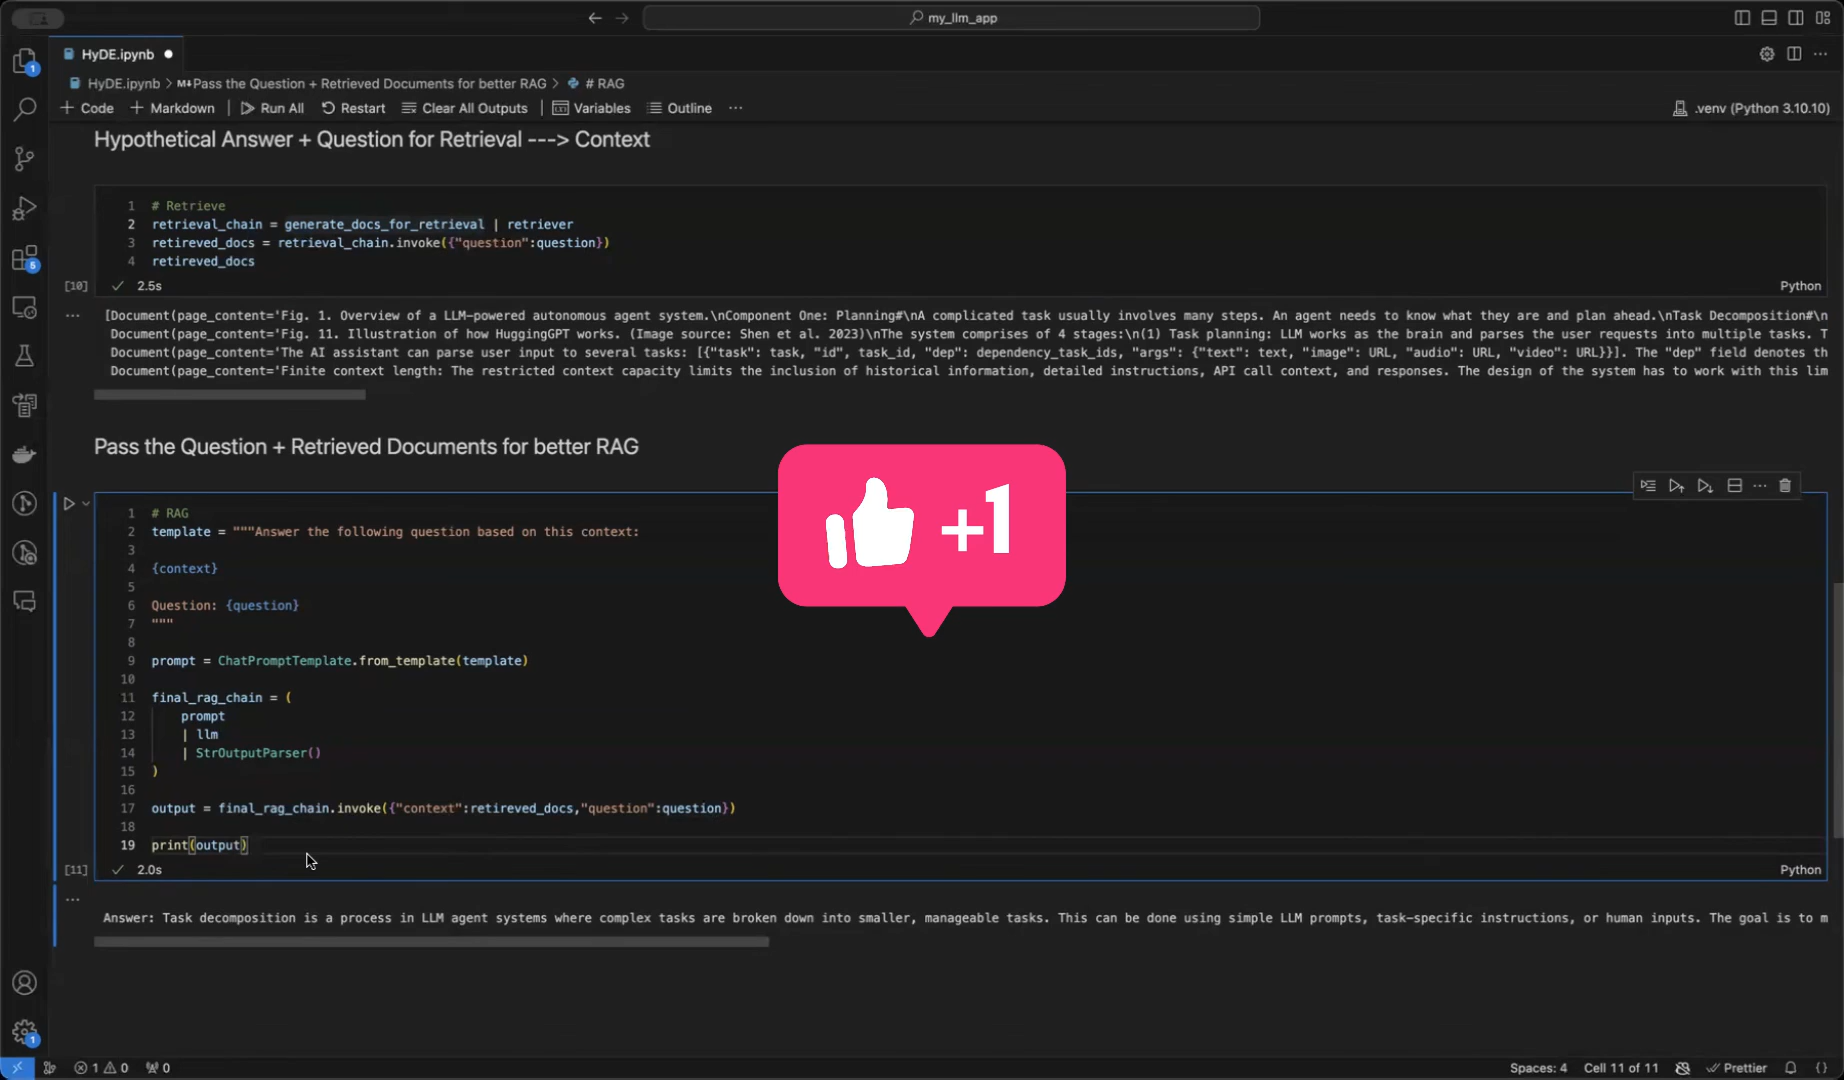 my_llm_app
HyDE.ipynb
HyDE.ipynb > M↓Pass the Question + Retrieved Documents for better RAG > # RAG
+ Code + Markdown | Run All Restart Clear All Outputs | Variables Outline ... .venv (Python 3.10.10)
Hypothetical Answer + Question for Retrieval ---> Context
1 # Retrieve
2 retrieval_chain = generate_docs_for_retrieval | retriever
3 retireved_docs = retrieval_chain.invoke({"question":question})
4 retireved_docs
[10] ✓ 2.5s Python
... [Document(page_content='Fig. 1. Overview of a LLM-powered autonomous agent system.\nComponent One: Planning#\nA complicated task usually involves many steps. An agent needs to know what they are and plan ahead.\nTask Decomposition#\n
Document(page_content='Fig. 11. Illustration of how HuggingGPT works. (Image source: Shen et al. 2023)\nThe system comprises of 4 stages:\n(1) Task planning: LLM works as the brain and parses the user requests into multiple tasks. T
Document(page_content='The AI assistant can parse user input to several tasks: [{"task": task, "id", task_id, "dep": dependency_task_ids, "args": {"text": text, "image": URL, "audio": URL, "video": URL}}]. The "dep" field denotes th
Document(page_content='Finite context length: The restricted context capacity limits the inclusion of historical information, detailed instructions, API call context, and responses. The design of the system has to work with this lim
Pass the Question + Retrieved Documents for better RAG
+1
1 # RAG
2 template = """Answer the following question based on this context:
3
4 {context}
5
6 Question: {question}
7 """
8
9 prompt = ChatPromptTemplate.from_template(template)
10
11 final_rag_chain = (
12 prompt
13 | llm
14 | StrOutputParser()
15 )
16
17 output = final_rag_chain.invoke({"context":retireved_docs,"question":question})
18
19 print(output)
[11] ✓ 2.0s Python
...
Answer: Task decomposition is a process in LLM agent systems where complex tasks are broken down into smaller, manageable tasks. This can be done using simple LLM prompts, task-specific instructions, or human inputs. The goal is to m
1
5
1
1 0 0 Spaces: 4 Cell 11 of 11 Prettier {}